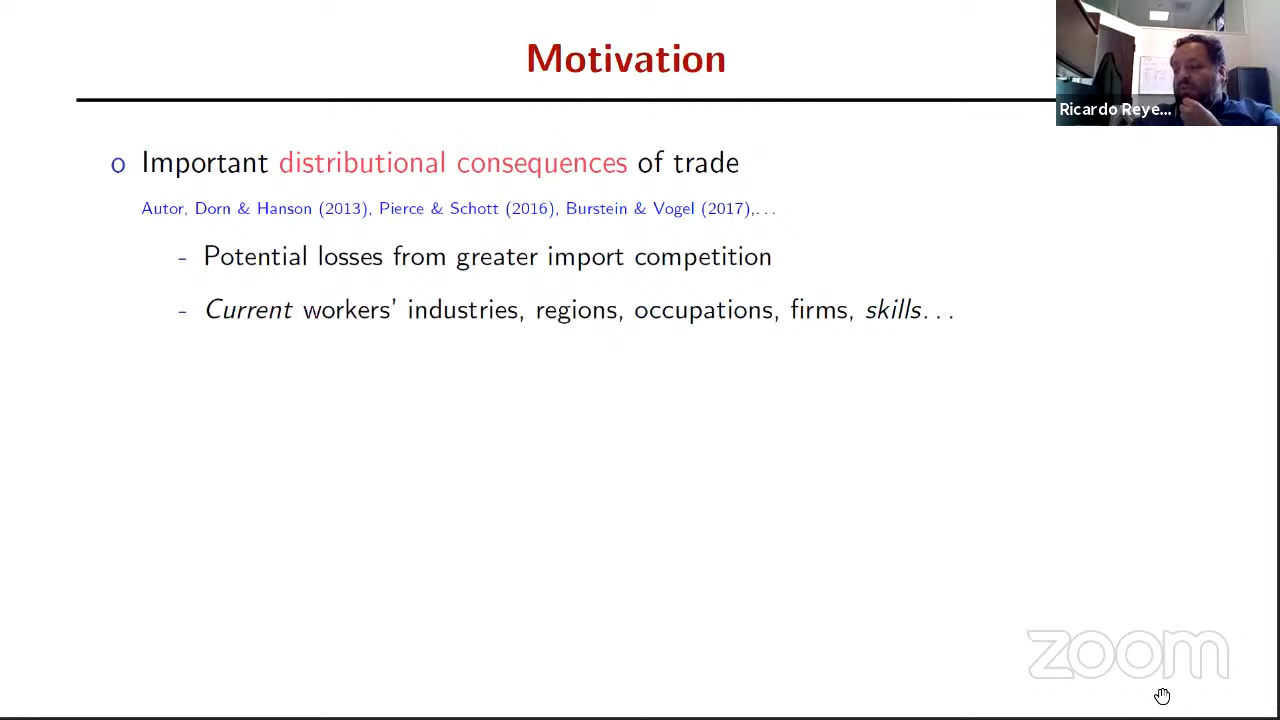 Motivation
Ricardo Reye...
o Important distributional consequences of trade
Autor, Dorn & Hanson (2013), Pierce & Schott (2016), Burstein & Vogel (2017),...
- Potential losses from greater import competition
- Current workers' industries, regions, occupations, firms, skills...
zoom